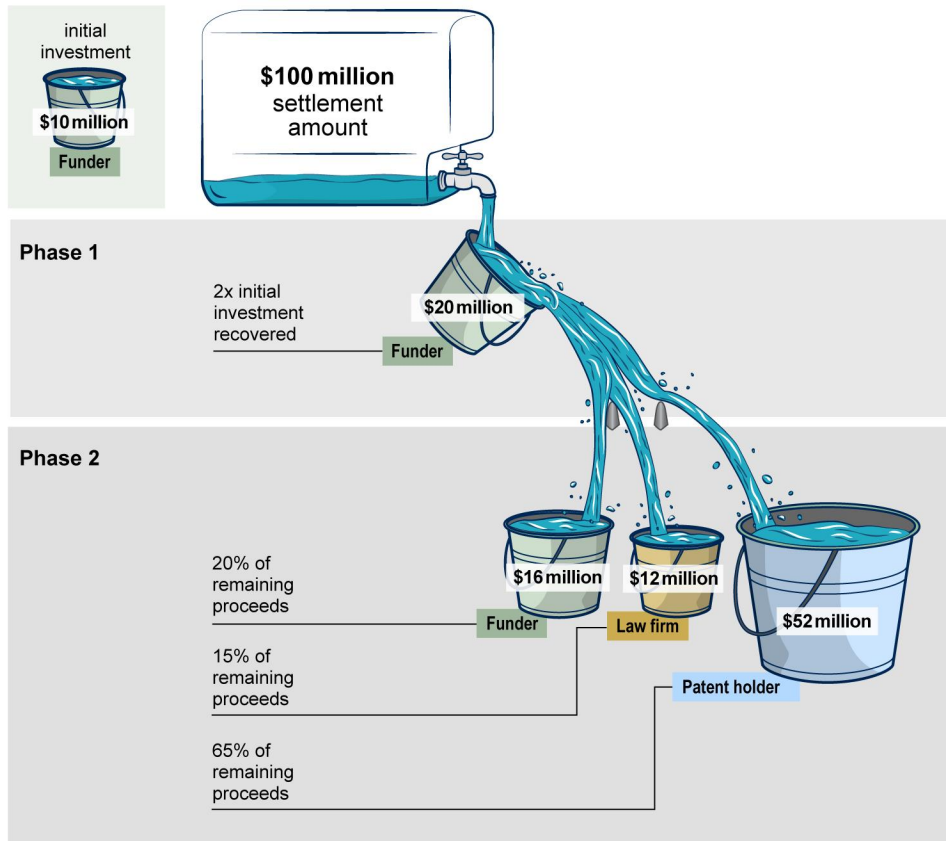 initial
investment
$10 million
Funder
$100 million
settlement
amount
Phase 1
2x initial
investment
recovered
$20 million
Funder
Phase 2
20% of
remaining
proceeds
$16 million
Funder
15% of
remaining
proceeds
$12 million
Law firm
65% of
remaining
proceeds
$52 million
Patent holder